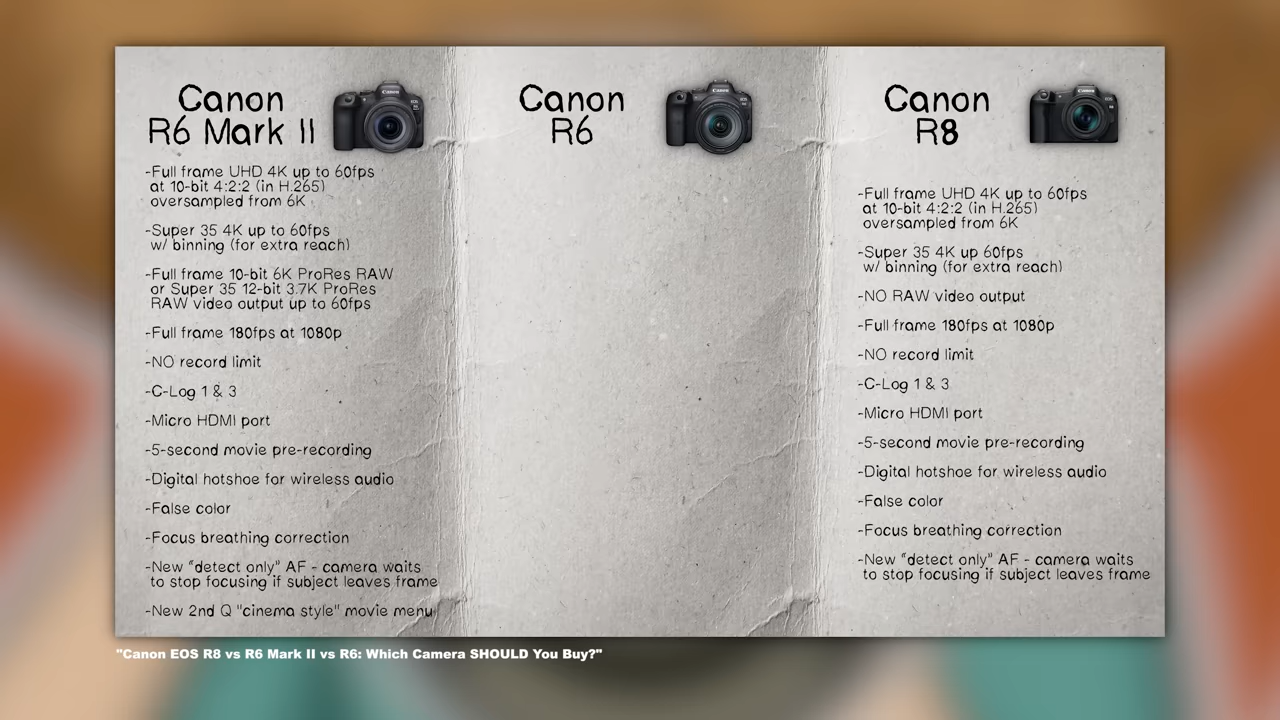 Canon
R6 Mark II
-Full frame UHD 4K up to 60fps
at 10-bit 4:2:2 (in H.265)
oversampled from 6K
-Super 35 4K up to 60fps
w/ binning (for extra reach)
-Full frame 10-bit 6K ProRes RAW
or Super 35 12-bit 3.7K ProRes
RAW video output up to 60fps
-Full frame 180fps at 1080p
-NO record limit
-C-Log 1 & 3
-Micro HDMI port
-5-second movie pre-recording
-Digital hotshoe for wireless audio
-False color
-Focus breathing correction
-New "detect only" AF - camera waits
to stop focusing if subject leaves frame
-New 2nd Q "cinema style" movie menu
Canon
R6
Canon
R8
-Full frame UHD 4K up to 60fps
at 10-bit 4:2:2 (in H.265)
oversampled from 6K
-Super 35 4K up 60fps
w/ binning (for extra reach)
-NO RAW video output
-Full frame 180fps at 1080p
-NO record limit
-C-Log 1 & 3
-Micro HDMI port
-5-second movie pre-recording
-Digital hotshoe for wireless audio
-False color
-Focus breathing correction
-New "detect only" AF - camera waits
to stop focusing if subject leaves frame
"Canon EOS R8 vs R6 Mark II vs R6: Which Camera SHOULD You Buy?"